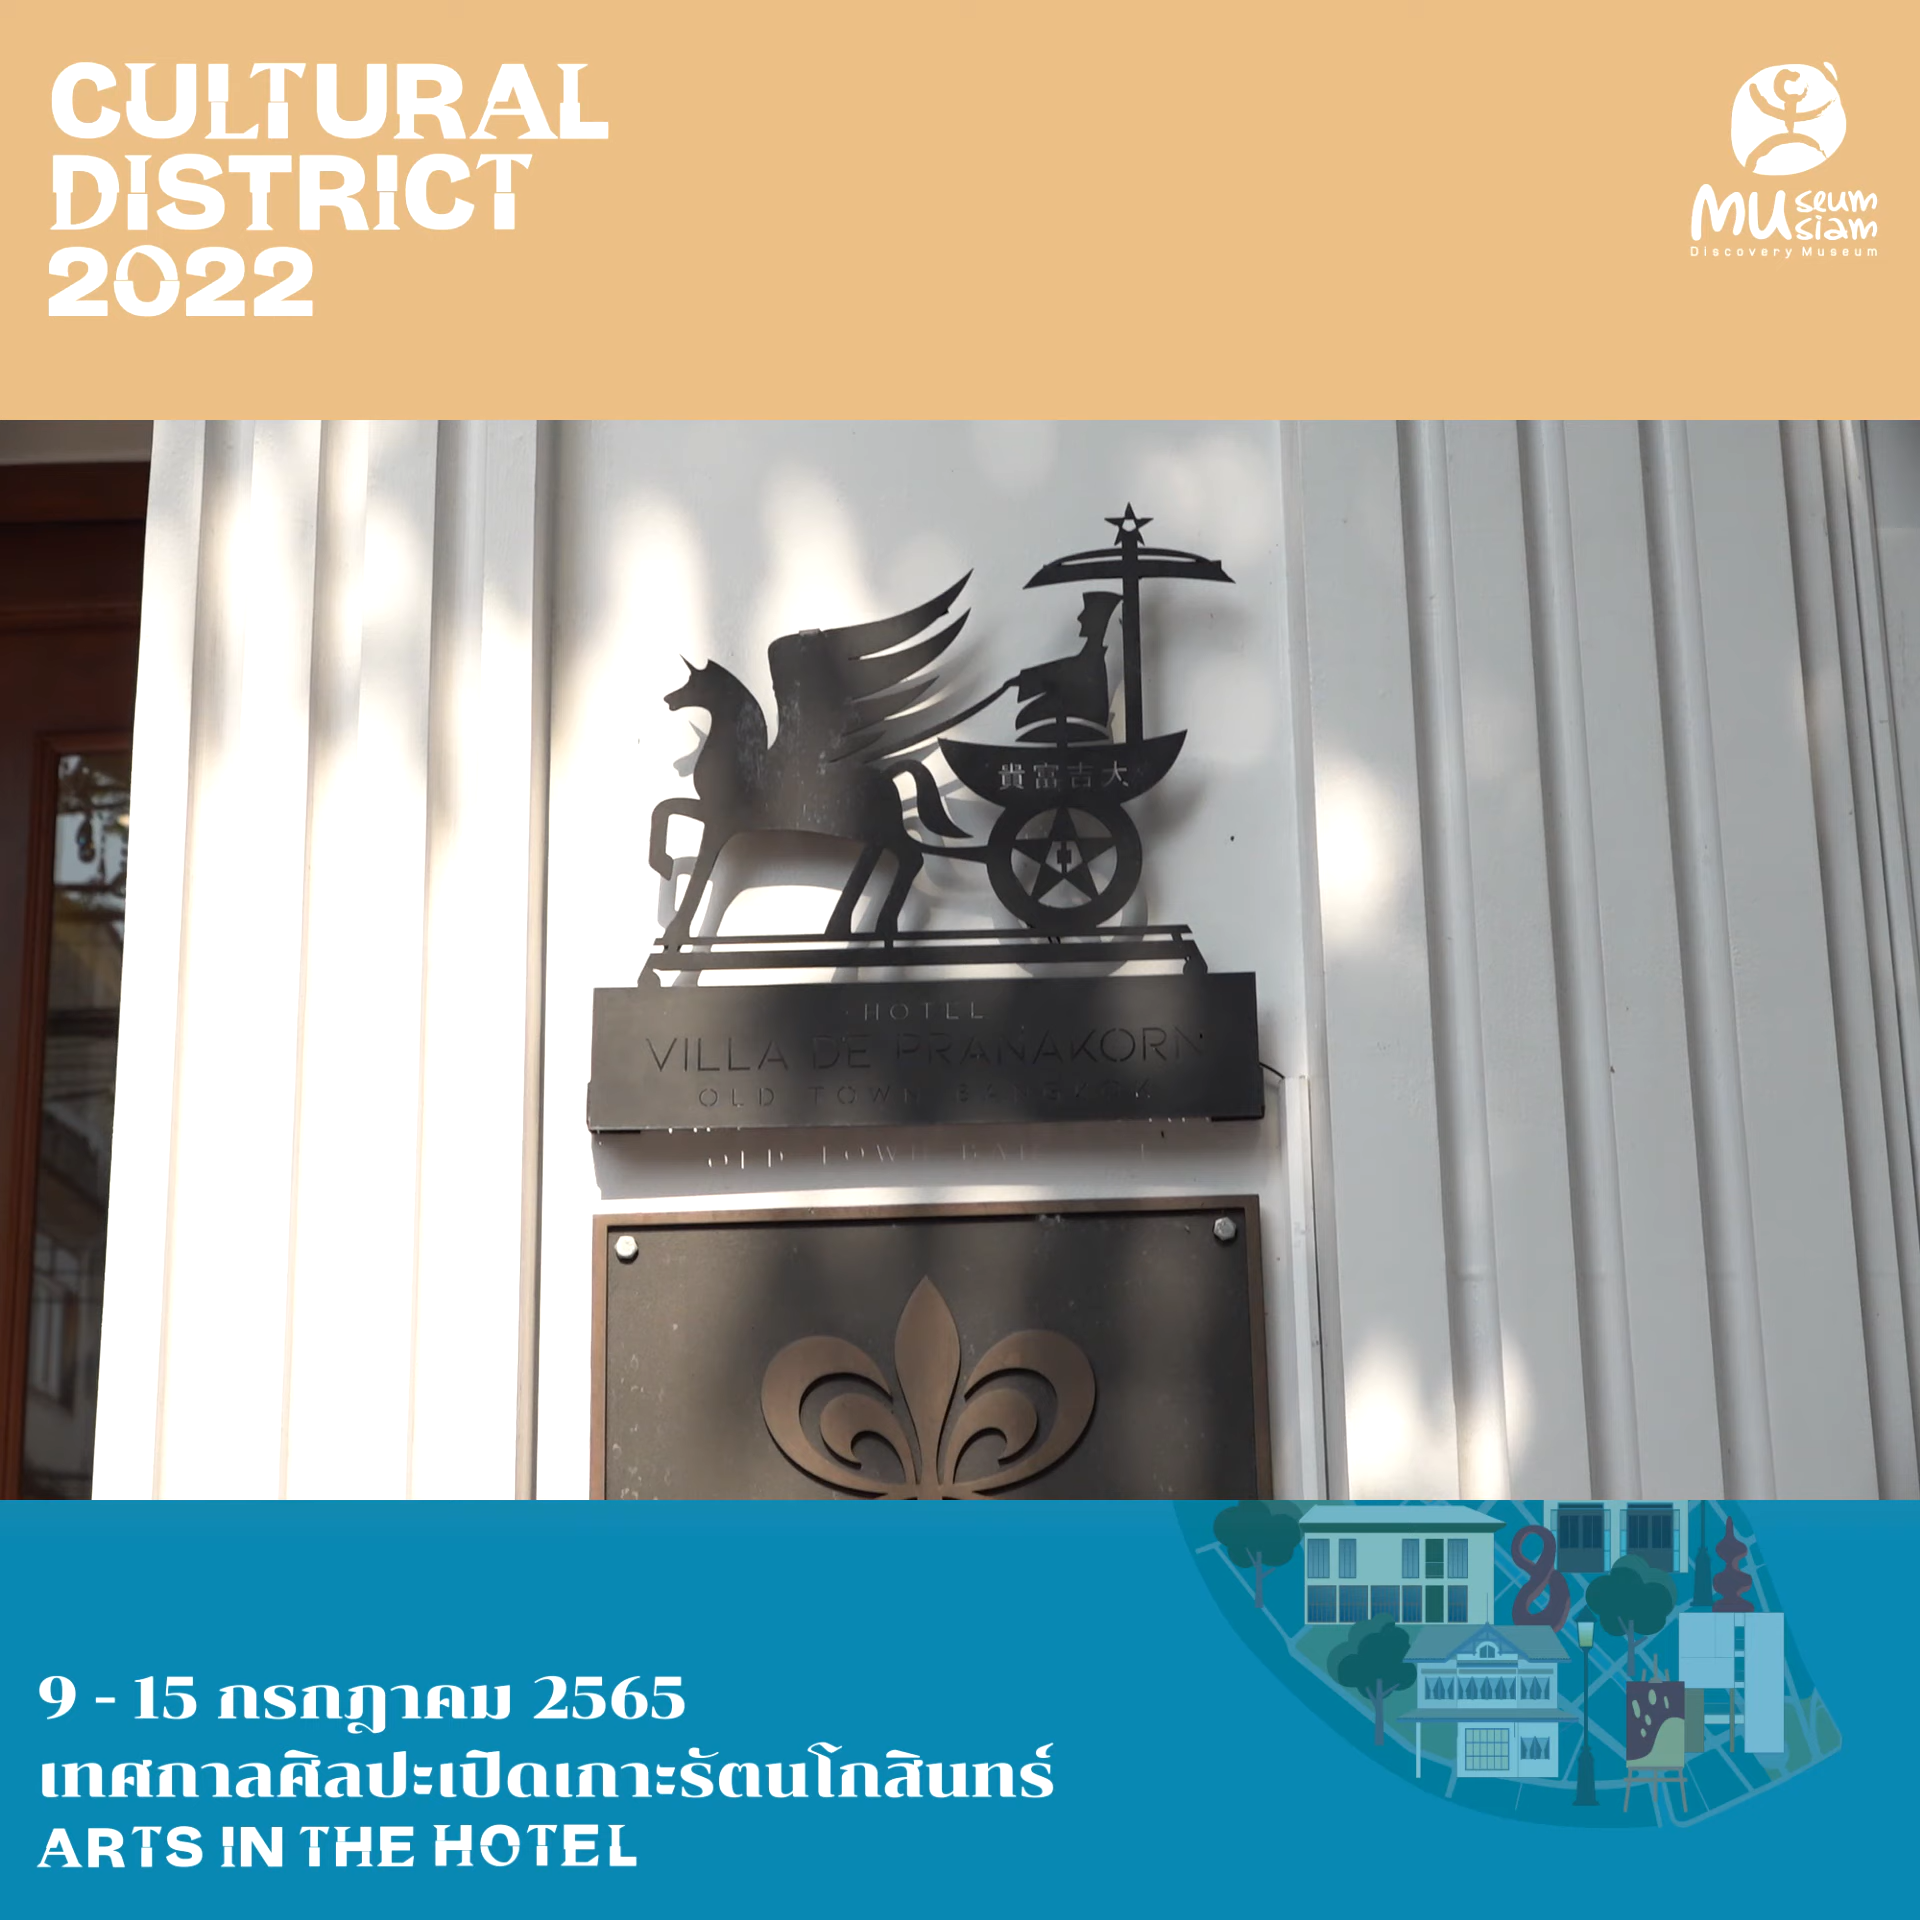 CULTURAL
DISTRICT
2022
MUseum
siam
Discovery Museum
貴富吉大
HOTEL
VILLA DE PRANAKORN
OLD TOWN BANGKOK
9 - 15 กรกฎาคม 2565
เทศกาลศิลปะเปิดเกาะรัตนโกสินทร์
ARTS IN THE HOTEL